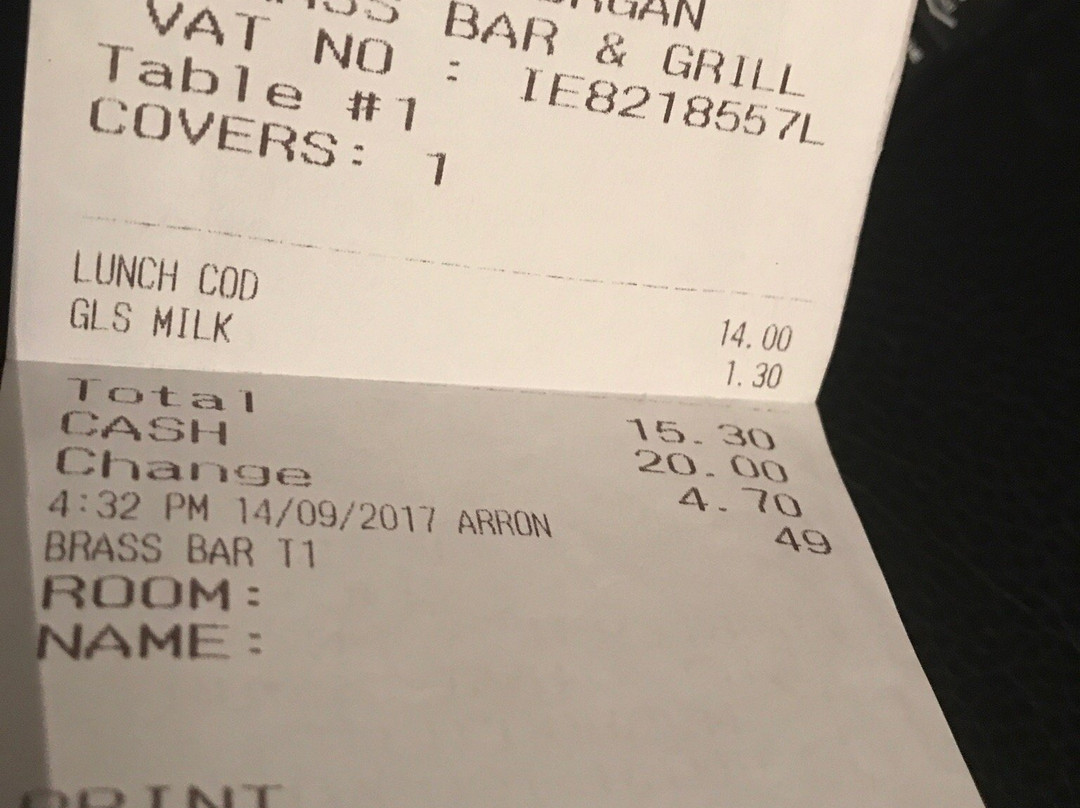 BAR & GRILL
VAT NO : IE8218557L
Table #1
COVERS: 1
LUNCH COD 14.00
GLS MILK 1.30
Total 15.30
CASH 20.00
Change 4.70
4:32 PM 14/09/2017 ARRON 49
BRASS BAR T1
ROOM:
NAME: